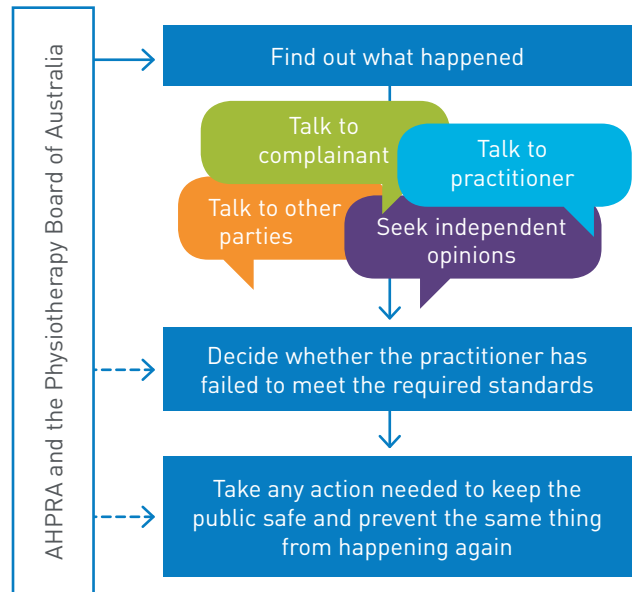 AHPRA and the Physiotherapy Board of Australia
Find out what happened
Talk to
complainant
Talk to
practitioner
Talk to other
parties
Seek independent
opinions
Decide whether the practitioner has
failed to meet the required standards
Take any action needed to keep the
public safe and prevent the same thing
from happening again